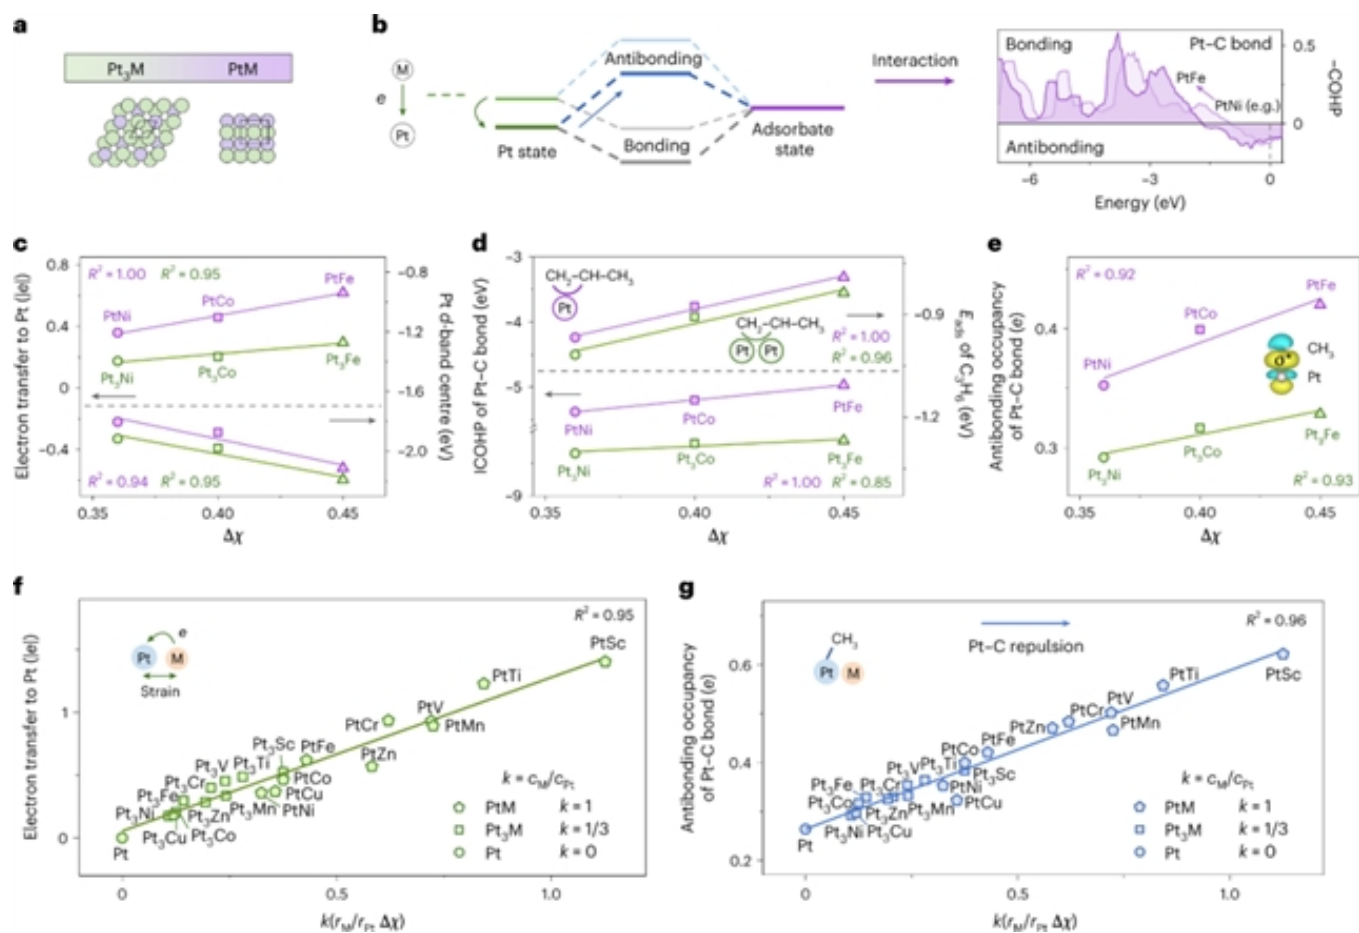 a
Pt₃M PtM
b
M
e
Pt
Pt state
Antibonding
Bonding
Adsorbate
state
Interaction
Bonding
Pt–C bond
PtFe
PtNi (e.g.)
Antibonding
0.5
0
−COHP
−6 −3 0
Energy (eV)
c
Electron transfer to Pt (|e|)
0.8
0.4
0
−0.4
R² = 1.00 R² = 0.95
PtNi
PtCo
PtFe
Pt₃Ni
Pt₃Co
Pt₃Fe
R² = 0.94 R² = 0.95
−0.8
−1.2
−1.6
−2.0
Pt d-band centre (eV)
0.35 0.40 0.45
Δχ
d
ICOHP of Pt–C bond (eV)
−3
−4
−5
−9
CH₂–CH–CH₃
Pt
CH₂–CH–CH₃
Pt Pt
R² = 1.00
R² = 0.96
PtNi
PtCo
PtFe
Pt₃Ni
Pt₃Co
Pt₃Fe
R² = 1.00 R² = 0.85
−0.9
−1.2
E_ads of C₃H₆ (eV)
0.35 0.40 0.45
Δχ
e
Antibonding occupancy
of Pt–C bond (e)
0.4
0.3
R² = 0.92
PtNi
PtCo
PtFe
σ*
CH₃
Pt
Pt₃Ni
Pt₃Co
Pt₃Fe
R² = 0.93
0.35 0.40 0.45
Δχ
f
Electron transfer to Pt (|e|)
1
0
e
Pt M
Strain
R² = 0.95
PtSc
PtTi
PtV
PtCr
PtMn
Pt₃Sc
PtFe
PtZn
Pt₃V
Pt₃Ti
Pt₃Cr
PtCo
Pt₃Fe
PtCu
Pt₃Ni
Pt₃Mn
PtNi
Pt₃Zn
Pt₃Cu
Pt₃Co
Pt
k = c_M/c_Pt
PtM k = 1
Pt₃M k = 1/3
Pt k = 0
0 0.5 1.0
k(r_M/r_Pt Δχ)
g
Antibonding occupancy
of Pt–C bond (e)
0.6
0.4
0.2
CH₃
Pt M
Pt–C repulsion
R² = 0.96
PtSc
PtTi
PtV
PtCr
PtZn
PtMn
PtCo
PtFe
Pt₃V
Pt₃Ti
Pt₃Sc
Pt₃Fe
Pt₃Cr
PtNi
Pt₃Co
Pt₃Zn
Pt₃Mn
PtCu
Pt₃Ni
Pt₃Cu
Pt
k = c_M/c_Pt
PtM k = 1
Pt₃M k = 1/3
Pt k = 0
0 0.5 1.0
k(r_M/r_Pt Δχ)